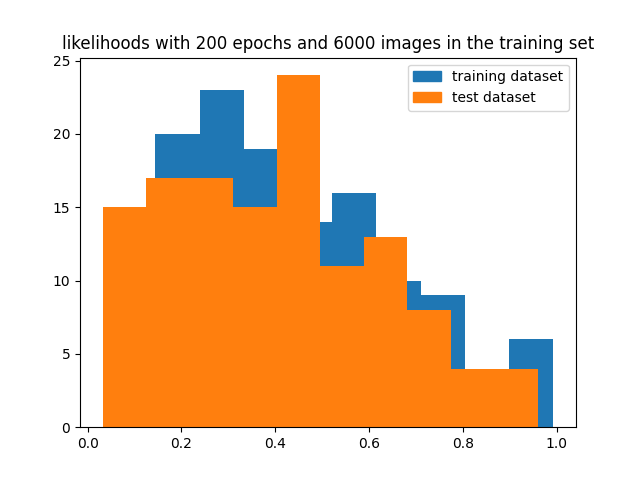 likelihoods with 200 epochs and 6000 images in the training set
training dataset
test dataset
25
20
15
10
5
0
0.0 0.2 0.4 0.6 0.8 1.0